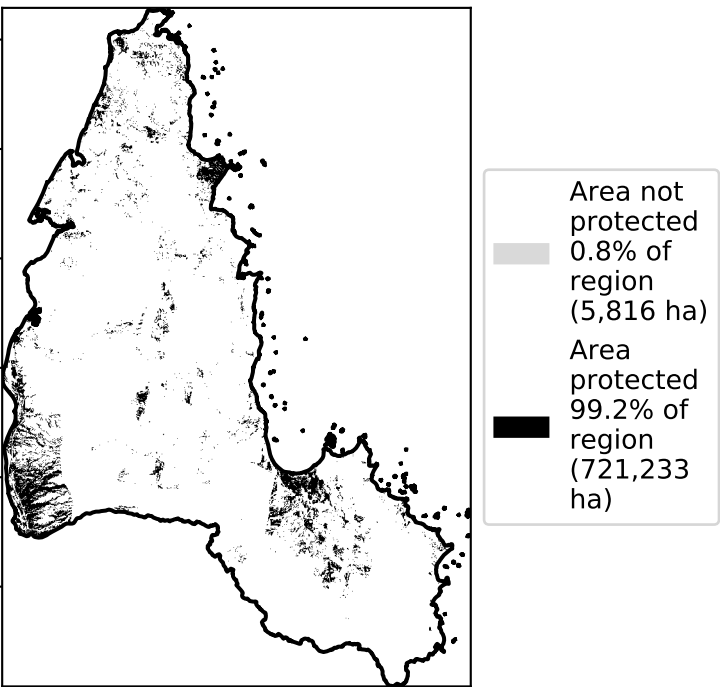 Area not
protected
0.8% of
region
(5,816 ha)
Area
protected
99.2% of
region
(721,233
ha)